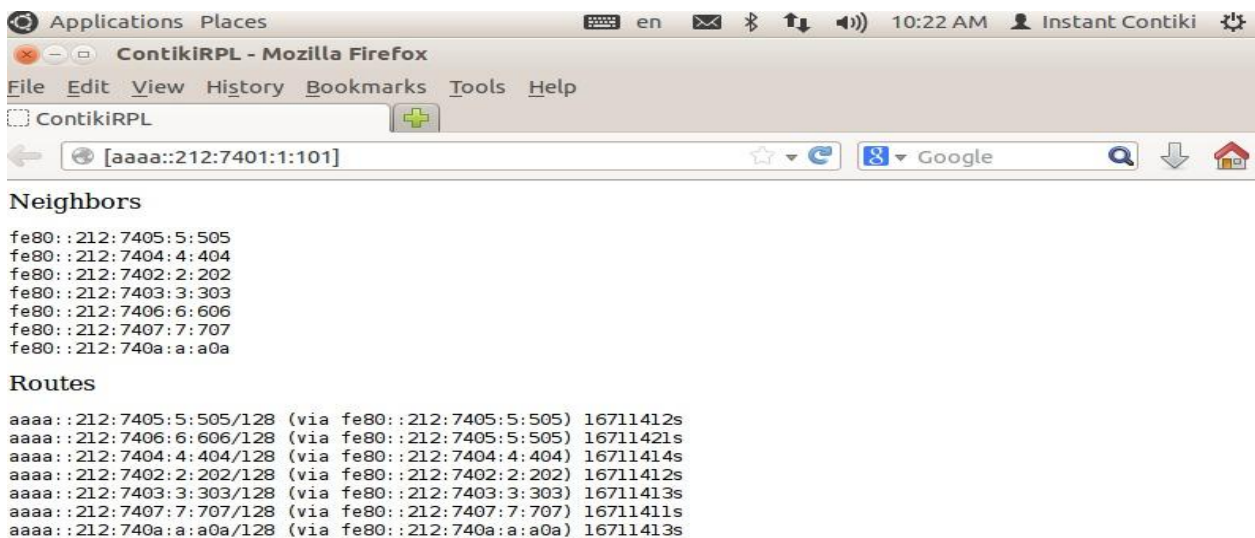 Applications Places en 10:22 AM Instant Contiki
ContikiRPL - Mozilla Firefox
File Edit View History Bookmarks Tools Help
ContikiRPL
[aaaa::212:7401:1:101] Google
Neighbors
fe80::212:7405:5:505
fe80::212:7404:4:404
fe80::212:7402:2:202
fe80::212:7403:3:303
fe80::212:7406:6:606
fe80::212:7407:7:707
fe80::212:740a:a:a0a
Routes
aaaa::212:7405:5:505/128 (via fe80::212:7405:5:505) 16711412s
aaaa::212:7406:6:606/128 (via fe80::212:7405:5:505) 16711421s
aaaa::212:7404:4:404/128 (via fe80::212:7404:4:404) 16711414s
aaaa::212:7402:2:202/128 (via fe80::212:7402:2:202) 16711412s
aaaa::212:7403:3:303/128 (via fe80::212:7403:3:303) 16711413s
aaaa::212:7407:7:707/128 (via fe80::212:7407:7:707) 16711411s
aaaa::212:740a:a:a0a/128 (via fe80::212:740a:a:a0a) 16711413s